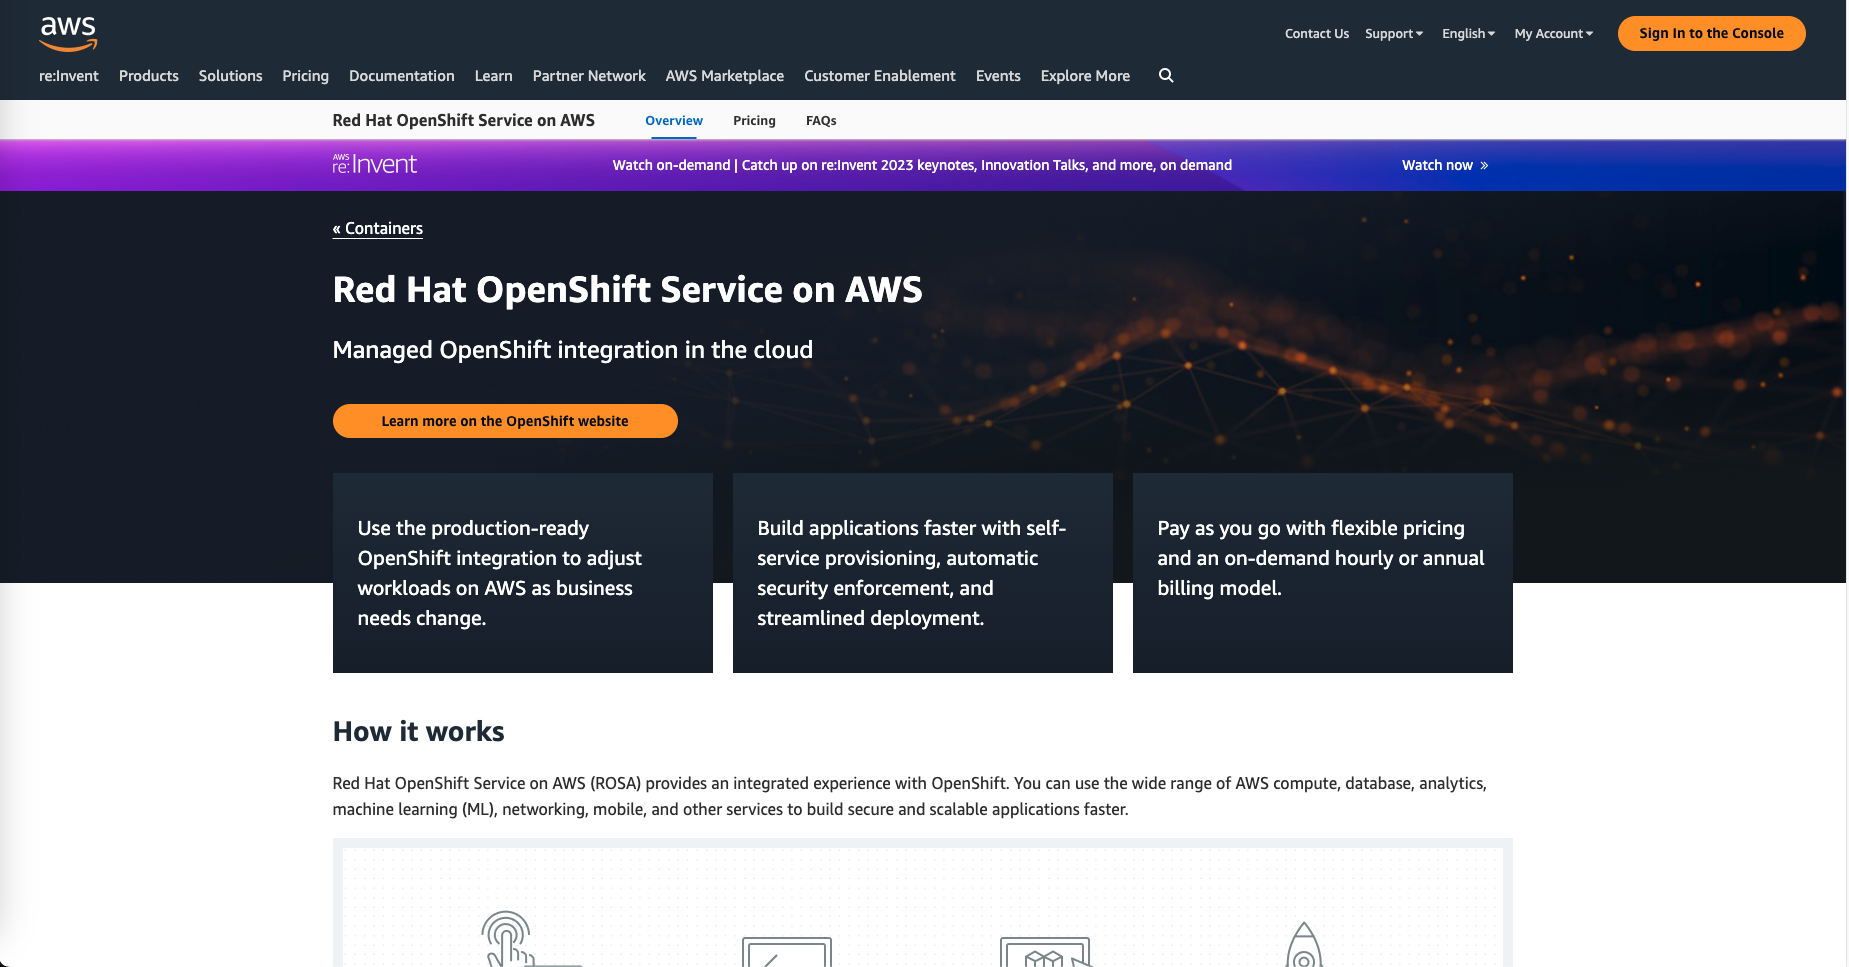 aws
Contact Us Support English My Account Sign In to the Console
re:Invent Products Solutions Pricing Documentation Learn Partner Network AWS Marketplace Customer Enablement Events Explore More
Red Hat OpenShift Service on AWS Overview Pricing FAQs
AWS
re:Invent Watch on-demand | Catch up on re:Invent 2023 keynotes, Innovation Talks, and more, on demand Watch now »
« Containers
Red Hat OpenShift Service on AWS
Managed OpenShift integration in the cloud
Learn more on the OpenShift website
Use the production-ready
OpenShift integration to adjust
workloads on AWS as business
needs change.
Build applications faster with self-
service provisioning, automatic
security enforcement, and
streamlined deployment.
Pay as you go with flexible pricing
and an on-demand hourly or annual
billing model.
How it works
Red Hat OpenShift Service on AWS (ROSA) provides an integrated experience with OpenShift. You can use the wide range of AWS compute, database, analytics,
machine learning (ML), networking, mobile, and other services to build secure and scalable applications faster.